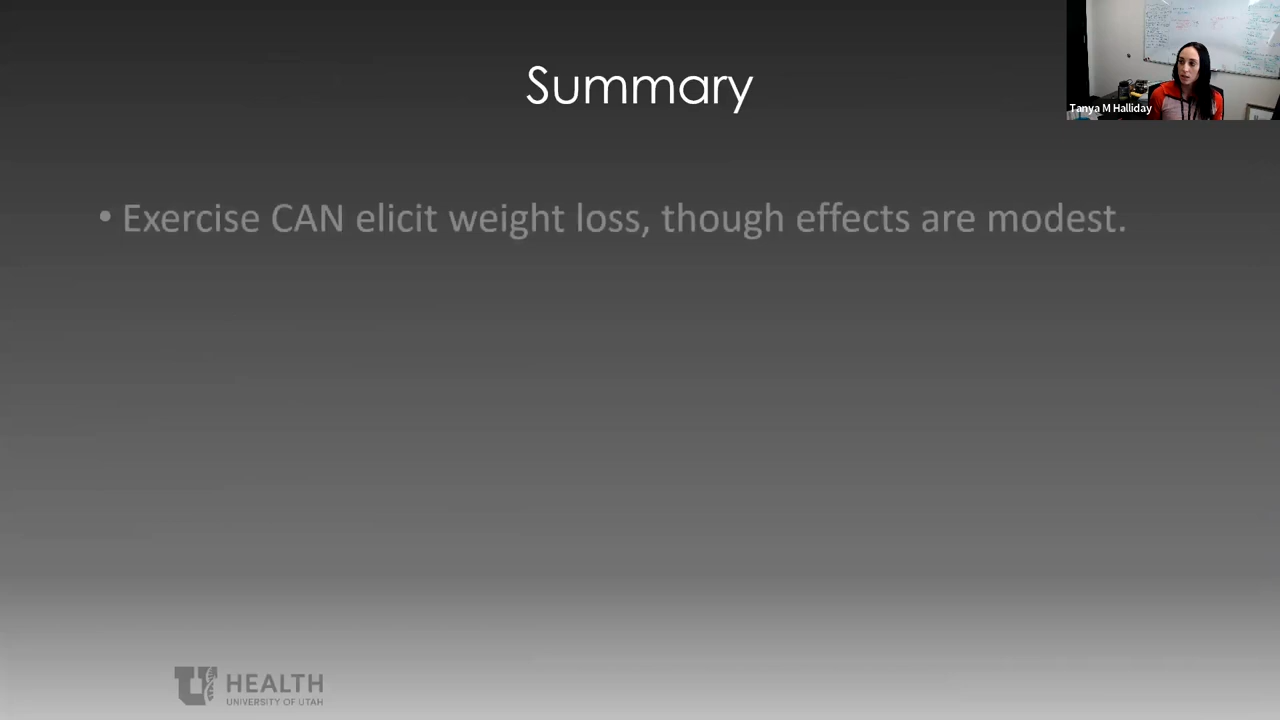 Summary
Tanya M Halliday
• Exercise CAN elicit weight loss, though effects are modest.
U HEALTH
UNIVERSITY OF UTAH